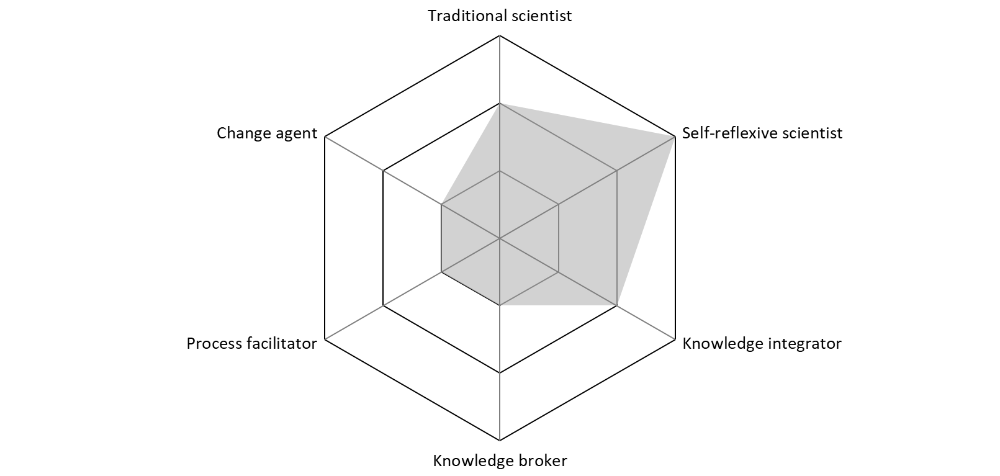 Traditional scientist
Change agent
Self-reflexive scientist
Process facilitator
Knowledge integrator
Knowledge broker